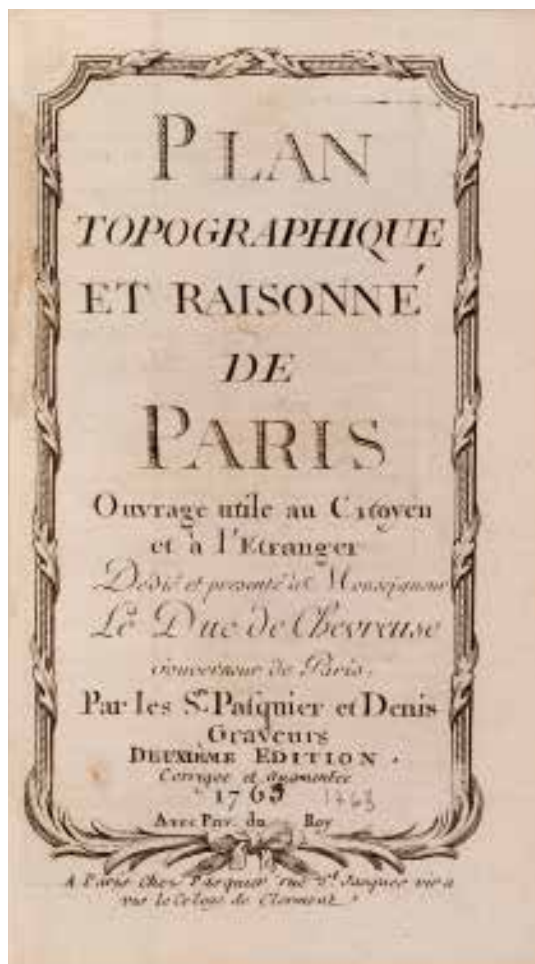 PLAN
TOPOGRAPHIQUE
ET RAISONNÉ
DE
PARIS
Ouvrage utile au Citoyen
et à l'Etranger
Dedié et presenté à Monseigneur
Le Duc de Chevreuse
Gouverneur de Paris.
Par les Srs. Pasquier et Denis
Graveurs
DEUXIÈME EDITION.
Corrigée et Augmentée
1763 1763
Avec Priv. du Roy
A Paris Chez Pasquier rue St. Jacques vis a
vis le College de Clermont.